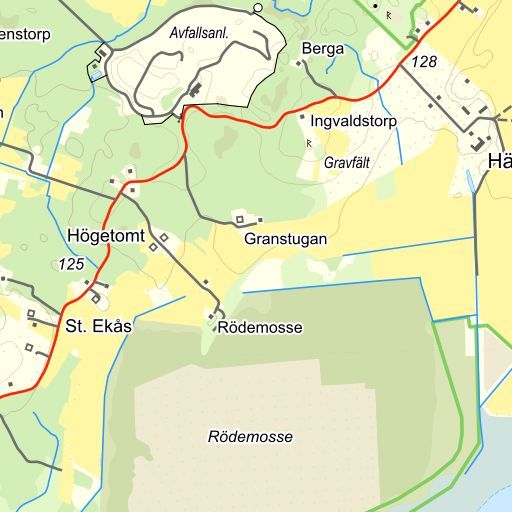 enstorp
Avfallsanl.
Berga
128
Ingvaldstorp
R
Gravfält
R
Hä
Högetomt
Granstugan
125
St. Ekås
Rödemosse
Rödemosse